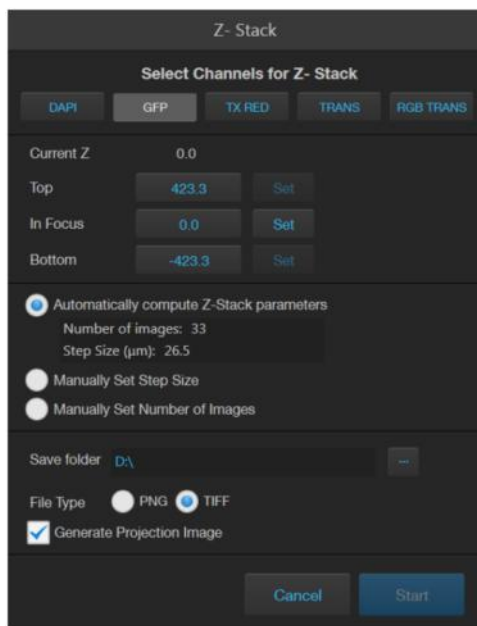 Z- Stack
Select Channels for Z- Stack
DAPI GFP TX RED TRANS RGB TRANS
Current Z 0.0
Top 423.3 Set
In Focus 0.0 Set
Bottom -423.3 Set
Automatically compute Z-Stack parameters
Number of images: 33
Step Size (µm): 26.5
Manually Set Step Size
Manually Set Number of Images
Save folder D:\ ...
File Type PNG TIFF
Generate Projection Image
Cancel Start